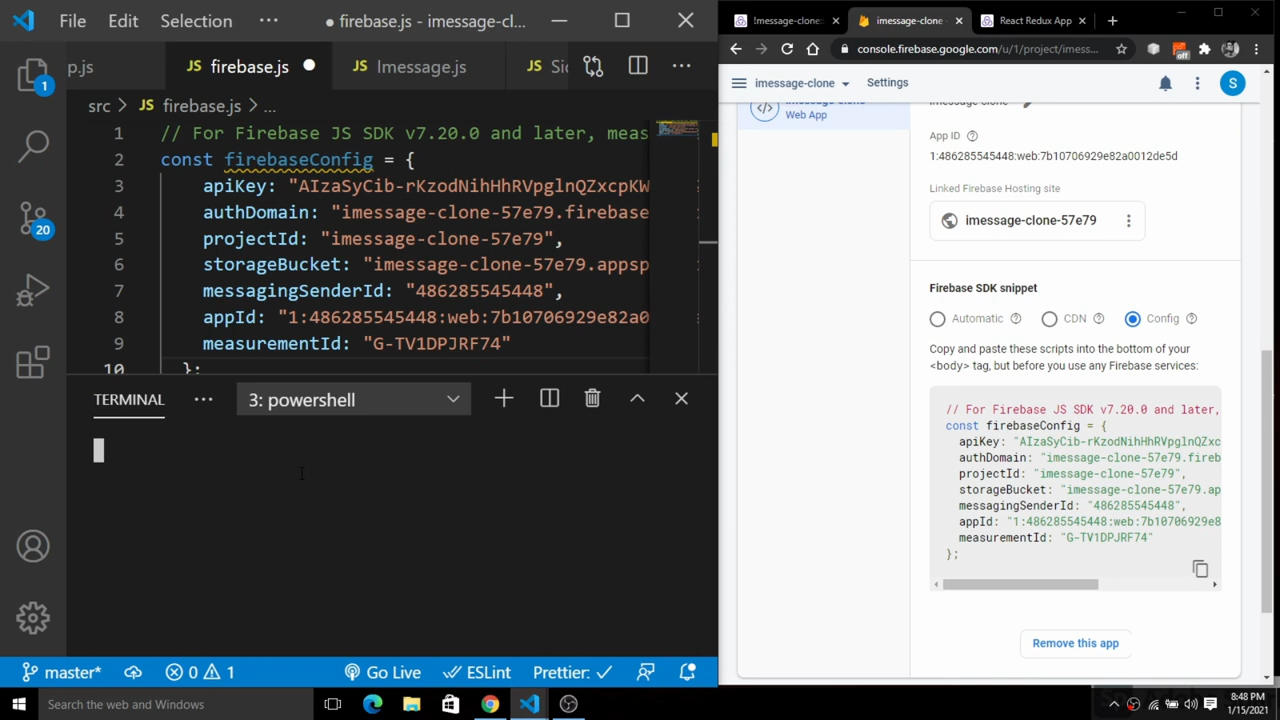 File Edit Selection ··· ● firebase.js - imessage-cl...
p.js JS firebase.js ● JS Imessage.js JS Sic
src > JS firebase.js > ...
1 // For Firebase JS SDK v7.20.0 and later, meas
2 const firebaseConfig = {
3 apiKey: "AIzaSyCib-rKzodNihHhRVpglnQZxcpKW
4 authDomain: "imessage-clone-57e79.firebase
5 projectId: "imessage-clone-57e79",
6 storageBucket: "imessage-clone-57e79.appsp
7 messagingSenderId: "486285545448",
8 appId: "1:486285545448:web:7b10706929e82a0
9 measurementId: "G-TV1DPJRF74"
10 };
1
20
TERMINAL ··· 3: powershell
master* 0 1 Go Live ESLint Prettier: ✓
!message-clone imessage-clone React Redux App
console.firebase.google.com/u/1/project/imess... off
imessage-clone Settings S
imessage-clone
Web App
App ID
1:486285545448:web:7b10706929e82a0012de5d
Linked Firebase Hosting site
imessage-clone-57e79
Firebase SDK snippet
Automatic CDN Config
Copy and paste these scripts into the bottom of your
<body> tag, but before you use any Firebase services:
// For Firebase JS SDK v7.20.0 and later,
const firebaseConfig = {
apiKey: "AIzaSyCib-rKzodNihHhRVpglnQZxc
authDomain: "imessage-clone-57e79.fireb
projectId: "imessage-clone-57e79",
storageBucket: "imessage-clone-57e79.ap
messagingSenderId: "486285545448",
appId: "1:486285545448:web:7b10706929e8
measurementId: "G-TV1DPJRF74"
};
Remove this app
Search the web and Windows
8:48 PM
1/15/2021